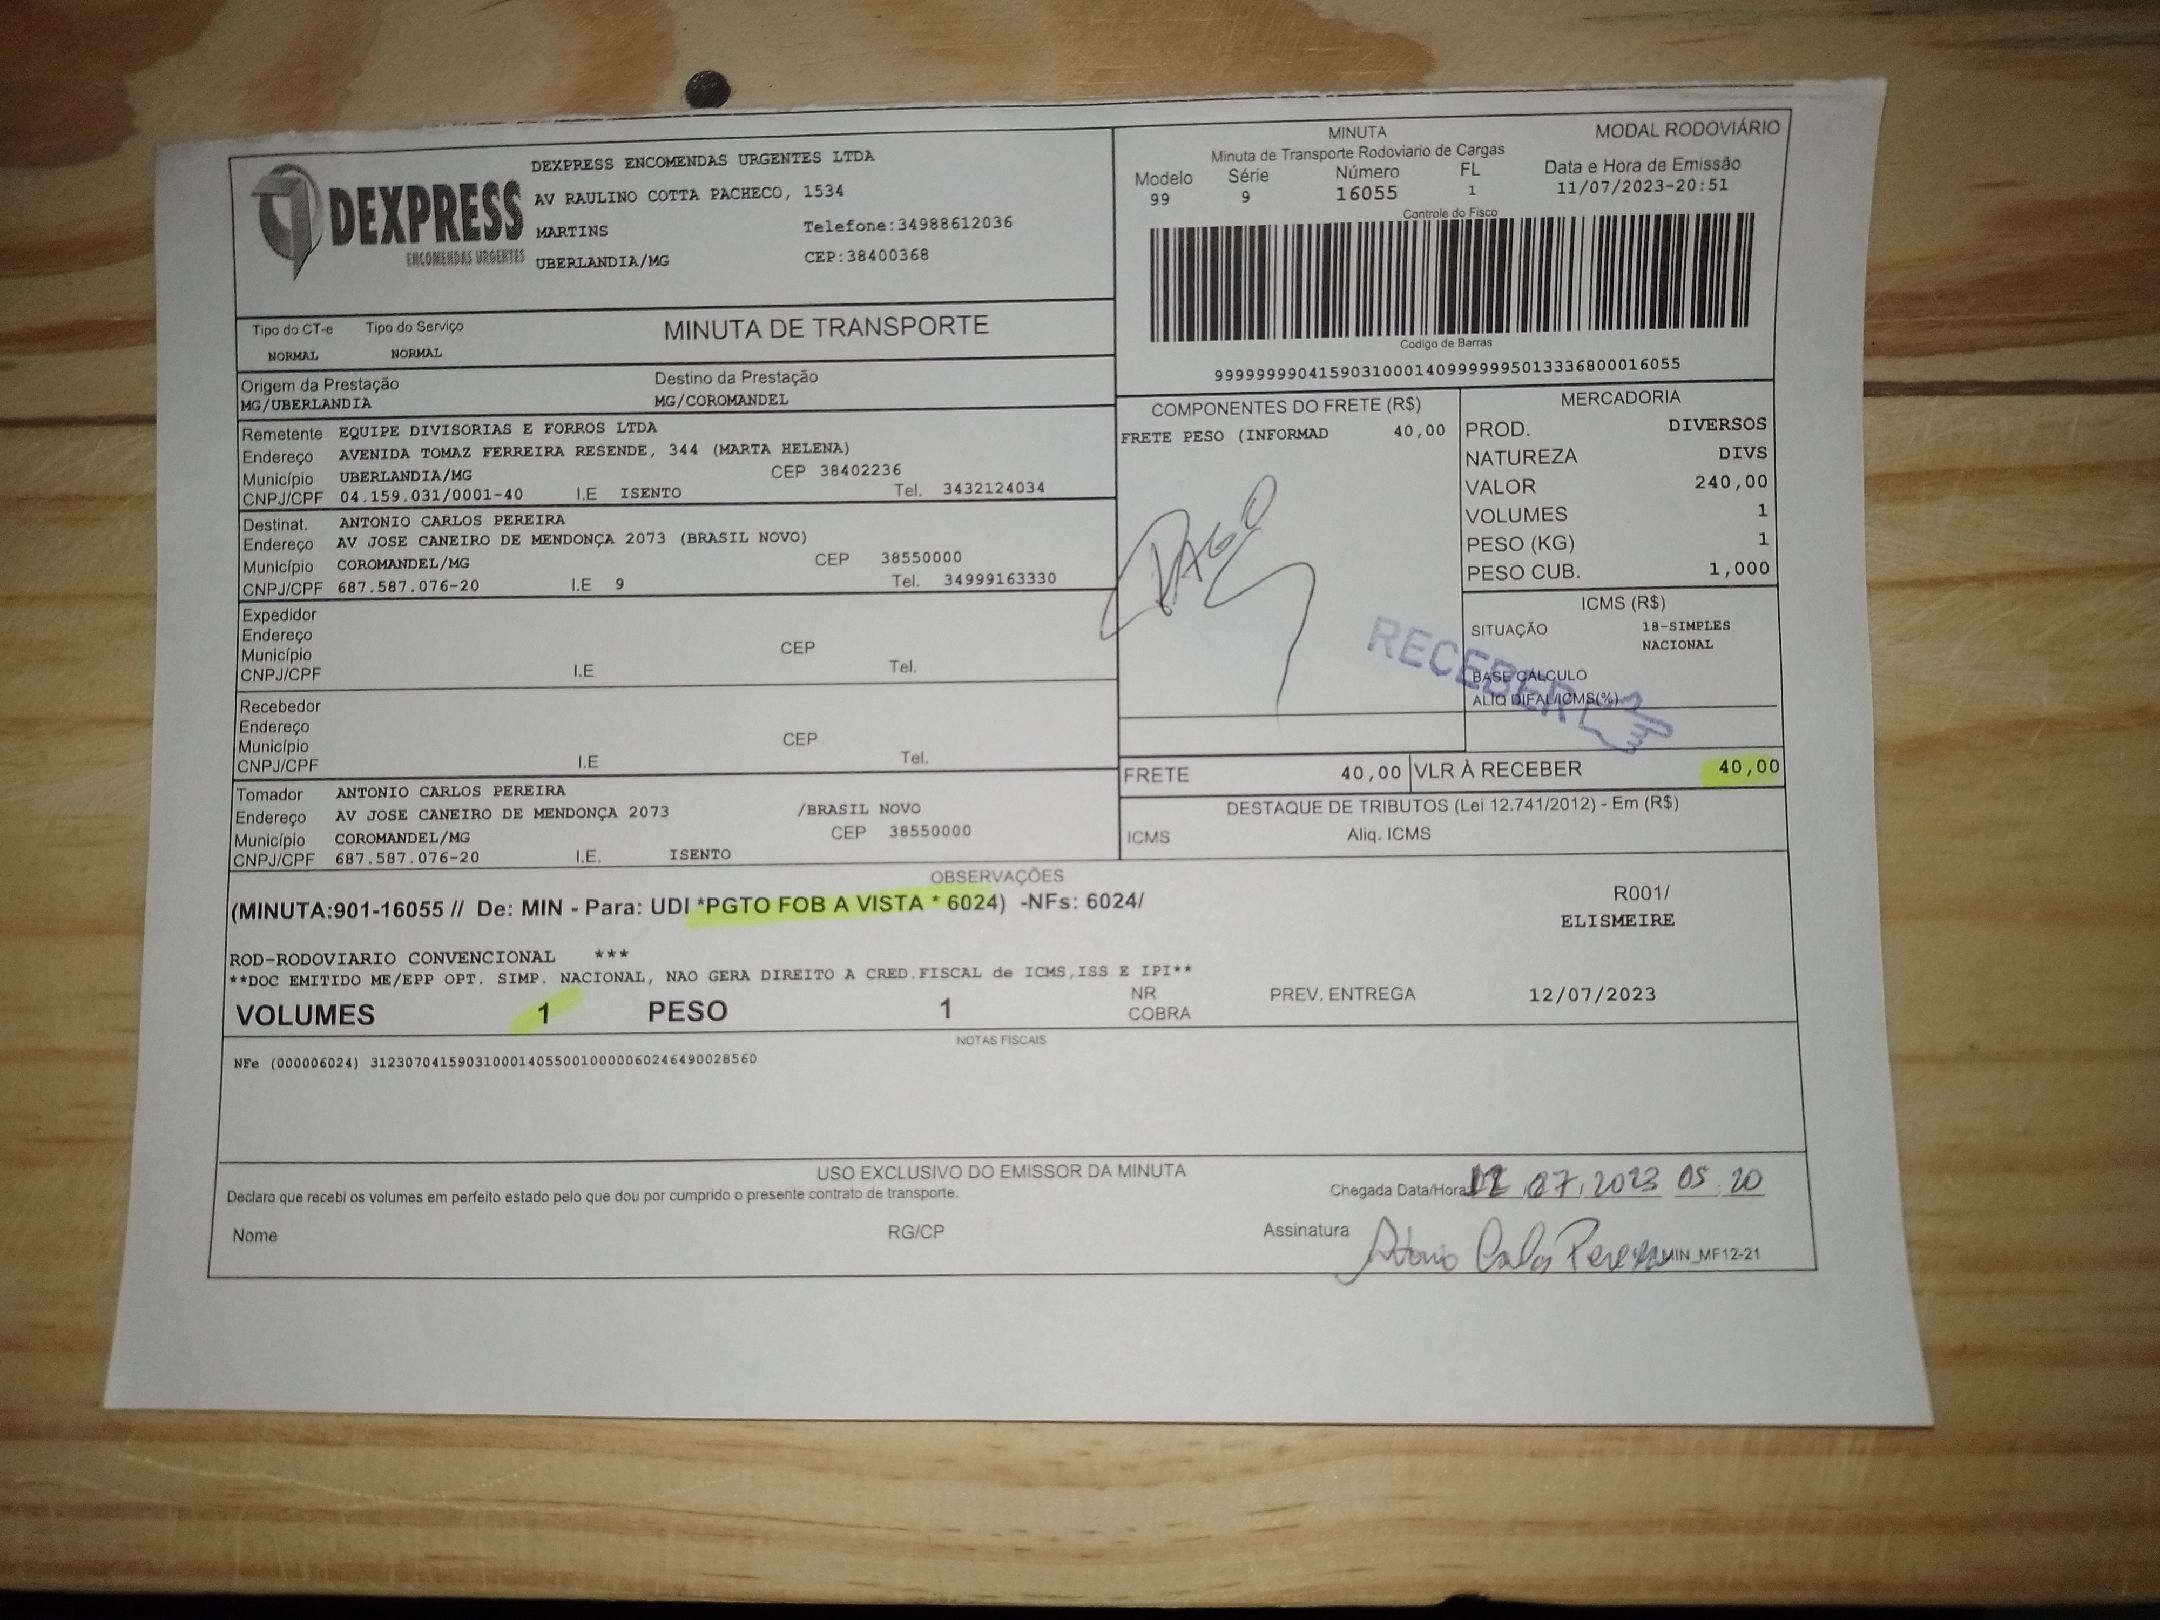 DEXPRESS
ENCOMENDAS URGENTES
DEXPRESS ENCOMENDAS URGENTES LTDA
AV RAULINO COTTA PACHECO, 1534
MARTINS Telefone:34988612036
UBERLANDIA/MG CEP:38400368
MINUTA MODAL RODOVIÁRIO
Minuta de Transporte Rodoviario de Cargas
Modelo Série Número FL Data e Hora de Emissão
99 9 16055 1 11/07/2023-20:51
Controle do Fisco
Codigo de Barras
99999999041590310001409999999501333680001605​5
Tipo do CT-e Tipo do Serviço MINUTA DE TRANSPORTE
NORMAL NORMAL
Origem da Prestação Destino da Prestação
MG/UBERLANDIA MG/COROMANDEL
Remetente EQUIPE DIVISORIAS E FORROS LTDA
Endereço AVENIDA TOMAZ FERREIRA RESENDE, 344 (MARTA HELENA)
Município UBERLANDIA/MG CEP 38402236
CNPJ/CPF 04.159.031/0001-40 I.E ISENTO Tel. 3432124034
Destinat. ANTONIO CARLOS PEREIRA
Endereço AV JOSE CANEIRO DE MENDONÇA 2073 (BRASIL NOVO)
Município COROMANDEL/MG CEP 38550000
CNPJ/CPF 687.587.076-20 I.E 9 Tel. 34999163330
Expedidor
Endereço
Município CEP
CNPJ/CPF I.E Tel.
Recebedor
Endereço
Município CEP
CNPJ/CPF I.E Tel.
Tomador ANTONIO CARLOS PEREIRA
Endereço AV JOSE CANEIRO DE MENDONÇA 2073 /BRASIL NOVO
Município COROMANDEL/MG CEP 38550000
CNPJ/CPF 687.587.076-20 I.E. ISENTO
COMPONENTES DO FRETE (R$)
FRETE PESO (INFORMAD 40,00
PAGO
MERCADORIA
PROD. DIVERSOS
NATUREZA DIVS
VALOR 240,00
VOLUMES 1
PESO (KG) 1
PESO CUB. 1,000
ICMS (R$)
SITUAÇÃO 18-SIMPLES
NACIONAL
RECEBER
BASE CALCULO
ALIQ DIFAL/ICMS(%)
FRETE 40,00 VLR À RECEBER 40,00
DESTAQUE DE TRIBUTOS (Lei 12.741/2012) - Em (R$)
ICMS Aliq. ICMS
OBSERVAÇÕES
(MINUTA:901-16055 // De: MIN - Para: UDI *PGTO FOB A VISTA * 6024) -NFs: 6024/
R001/
ELISMEIRE
ROD-RODOVIARIO CONVENCIONAL ***
**DOC EMITIDO ME/EPP OPT. SIMP. NACIONAL, NAO GERA DIREITO A CRED.FISCAL de ICMS,ISS E IPI**
VOLUMES 1 PESO 1 NR COBRA PREV. ENTREGA 12/07/2023
NOTAS FISCAIS
NFe (000006024) 31230704159031000140550010000060246490028560
USO EXCLUSIVO DO EMISSOR DA MINUTA
Declaro que recebi os volumes em perfeito estado pelo que dou por cumprido o presente contrato de transporte.
Chegada Data/Hora 12 07 2023 05 20
Nome RG/CP Assinatura Antonio Carlos Pereira MIN_MF12-21